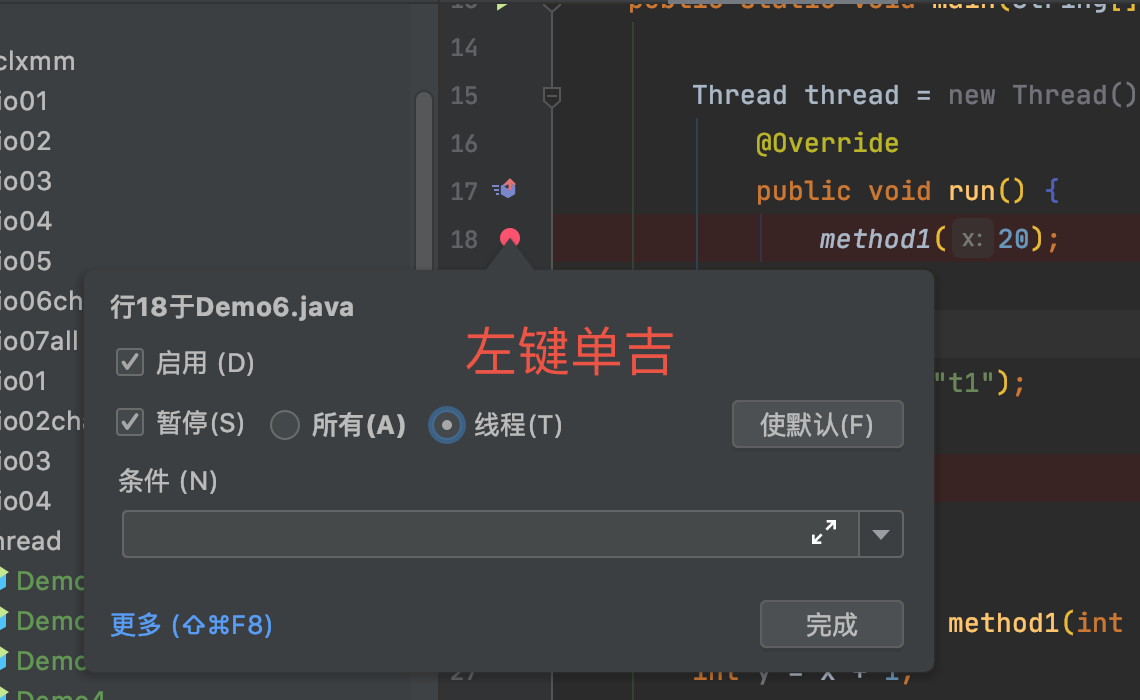 public static void main(String[]
clxmm
14
io01
15 Thread thread = new Thread()
io02
16 @Override
io03
17 public void run() {
io04
18 method1( x: 20);
io05
io06ch
行18于Demo6.java
io07all
左键单吉
启用 (D)
io01
"t1");
暂停(S) 所有(A) 线程(T) 使默认(F)
io02cha
io03
条件 (N)
io04
hread
Demo
更多 (⇧⌘F8) 完成
Demo
method1(int
Demo
27 int y = x + 1;
Demo4